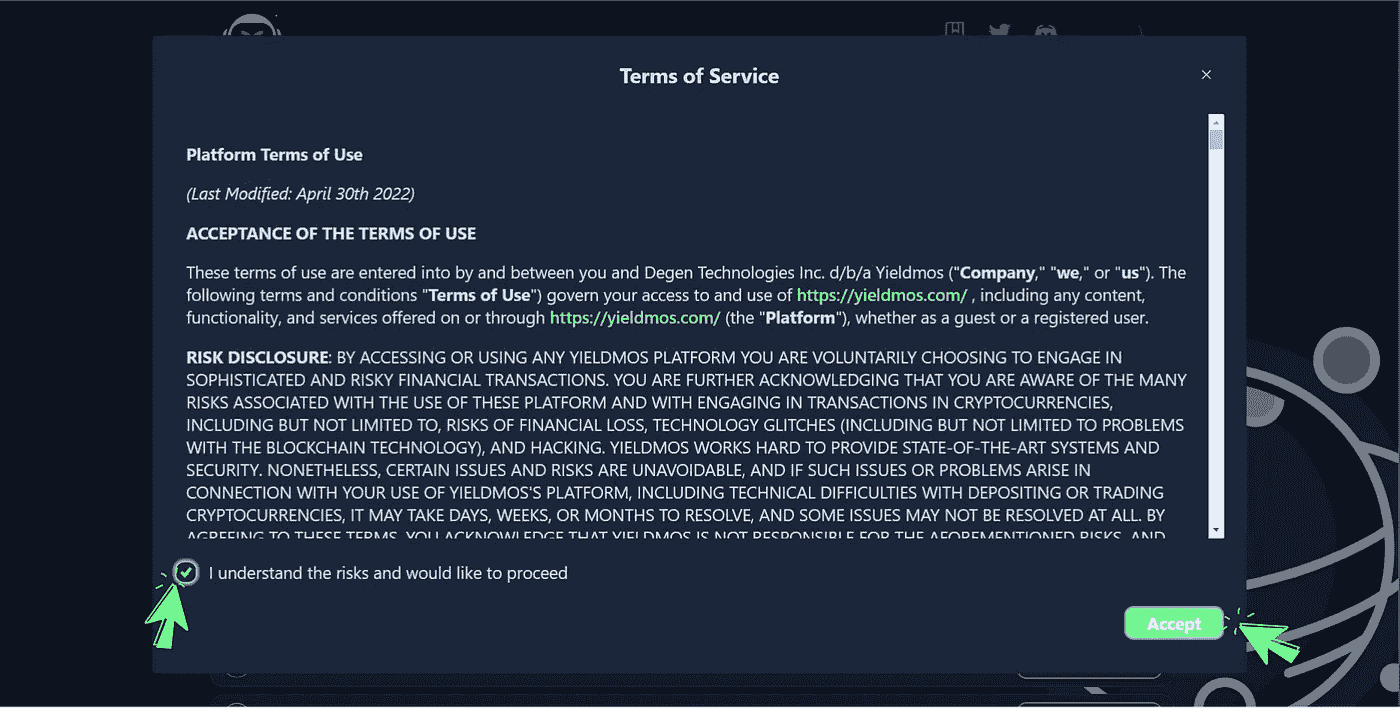 Terms of Service
Platform Terms of Use
(Last Modified: April 30th 2022)
ACCEPTANCE OF THE TERMS OF USE
These terms of use are entered into by and between you and Degen Technologies Inc. d/b/a Yieldmos ("Company," "we," or "us"). The
following terms and conditions "Terms of Use") govern your access to and use of https://yieldmos.com/ , including any content,
functionality, and services offered on or through https://yieldmos.com/ (the "Platform"), whether as a guest or a registered user.
RISK DISCLOSURE: BY ACCESSING OR USING ANY YIELDMOS PLATFORM YOU ARE VOLUNTARILY CHOOSING TO ENGAGE IN
SOPHISTICATED AND RISKY FINANCIAL TRANSACTIONS. YOU ARE FURTHER ACKNOWLEDGING THAT YOU ARE AWARE OF THE MANY
RISKS ASSOCIATED WITH THE USE OF THESE PLATFORM AND WITH ENGAGING IN TRANSACTIONS IN CRYPTOCURRENCIES,
INCLUDING BUT NOT LIMITED TO, RISKS OF FINANCIAL LOSS, TECHNOLOGY GLITCHES (INCLUDING BUT NOT LIMITED TO PROBLEMS
WITH THE BLOCKCHAIN TECHNOLOGY), AND HACKING. YIELDMOS WORKS HARD TO PROVIDE STATE-OF-THE-ART SYSTEMS AND
SECURITY. NONETHELESS, CERTAIN ISSUES AND RISKS ARE UNAVOIDABLE, AND IF SUCH ISSUES OR PROBLEMS ARISE IN
CONNECTION WITH YOUR USE OF YIELDMOS'S PLATFORM, INCLUDING TECHNICAL DIFFICULTIES WITH DEPOSITING OR TRADING
CRYPTOCURRENCIES, IT MAY TAKE DAYS, WEEKS, OR MONTHS TO RESOLVE, AND SOME ISSUES MAY NOT BE RESOLVED AT ALL. BY
AGREEING TO THESE TERMS, YOU ACKNOWLEDGE THAT YIELDMOS IS NOT RESPONSIBLE FOR THE AFOREMENTIONED RISKS, AND
I understand the risks and would like to proceed
Accept